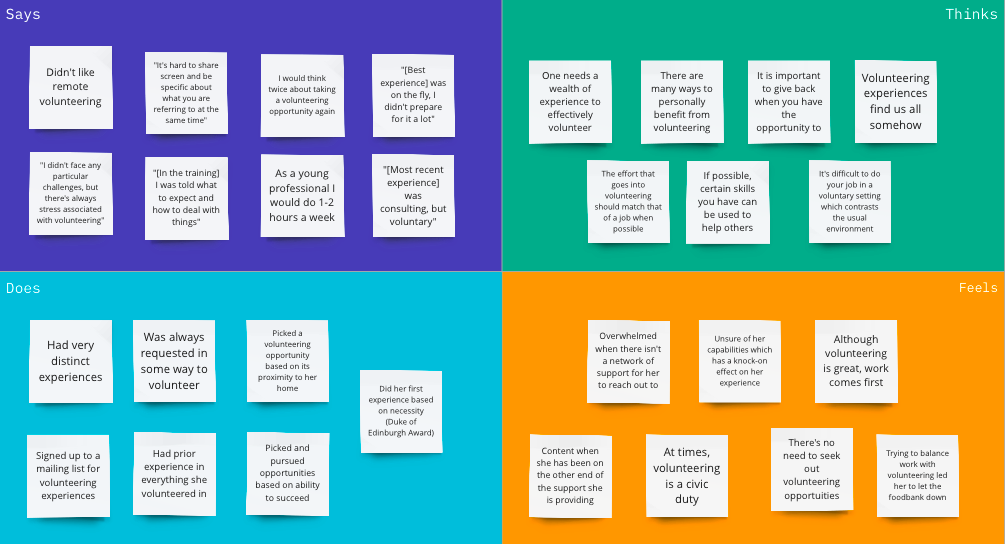 Says
Didn't like
remote
volunteering
"It's hard to share
screen and be
specific about
what you are
referring to at the
same time"
I would think
twice about taking
a volunteering
opportunity again
"[Best
experience] was
on the fly, I
didn't prepare
for it a lot"
"I didn't face any
particular
challenges, but
there's always
stress associated
with volunteering"
"[In the training]
I was told what
to expect and
how to deal with
things"
As a young
professional I
would do 1-2
hours a week
"[Most recent
experience]
was
consulting, but
voluntary"
Thinks
One needs a
wealth of
experience to
effectively
volunteer
There are
many ways to
personally
benefit from
volunteering
It is important
to give back
when you have
the
opportunity to
Volunteering
experiences
find us all
somehow
The effort that
goes into
volunteering
should match that
of a job when
possible
If possible,
certain skills
you have can
be used to
help others
It's difficult to do
your job in a
voluntary setting
which contrasts
the usual
environment
Does
Had very
distinct
experiences
Was always
requested in
some way to
volunteer
Picked a
volunteering
opportunity
based on its
proximity to her
home
Did her first
experience based
on necessity
(Duke of
Edinburgh Award)
Signed up to a
mailing list for
volunteering
experiences
Had prior
experience in
everything she
volunteered in
Picked and
pursued
opportunities
based on ability
to succeed
Feels
Overwhelmed
when there isn't
a network of
support for her
to reach out to
Unsure of her
capabilities which
has a knock-on
effect on her
experience
Although
volunteering
is great, work
comes first
Content when
she has been on
the other end of
the support she
is providing
At times,
volunteering
is a civic
duty
There's no
need to seek
out
volunteering
opportuities
Trying to balance
work with
volunteering led
her to let the
foodbank down